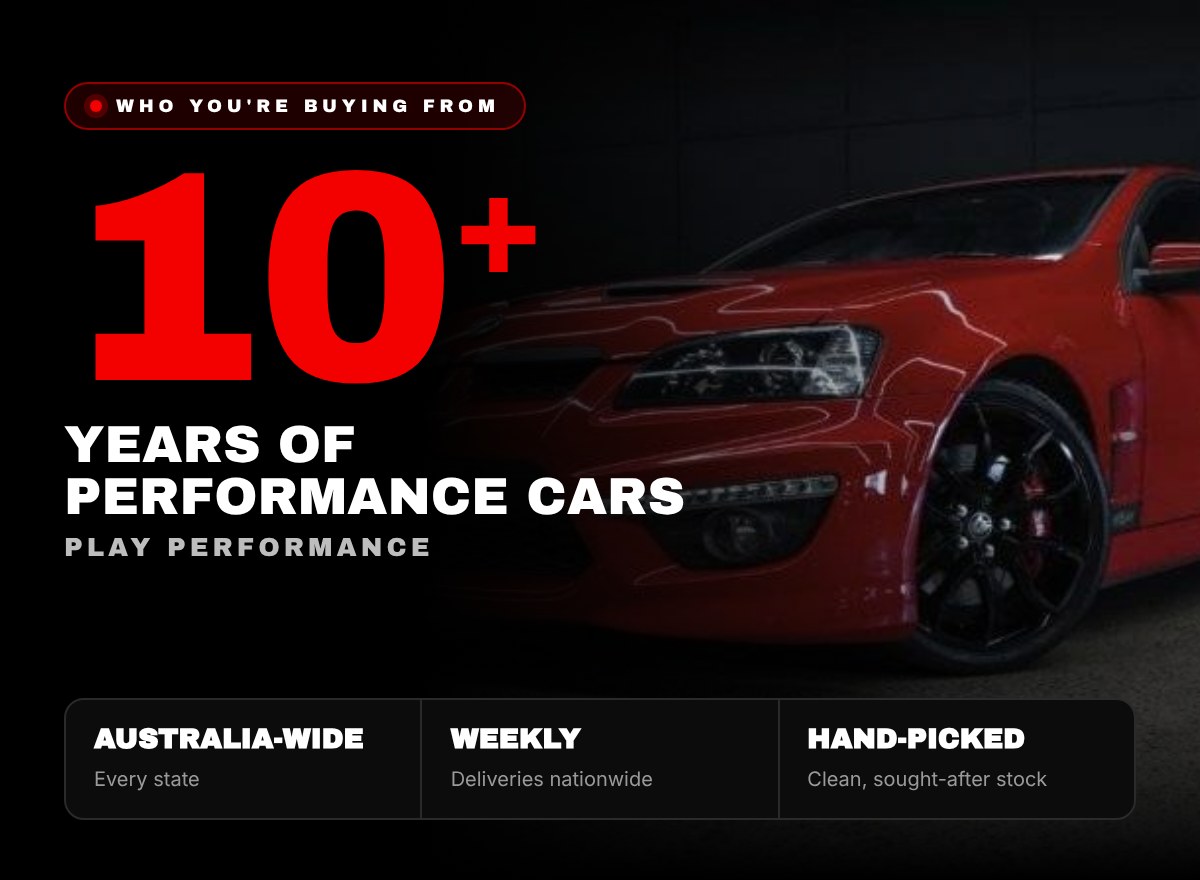 WHO YOU'RE BUYING FROM
10+
YEARS OF
PERFORMANCE CARS
PLAY PERFORMANCE
AUSTRALIA-WIDE
Every state
WEEKLY
Deliveries nationwide
HAND-PICKED
Clean, sought-after stock